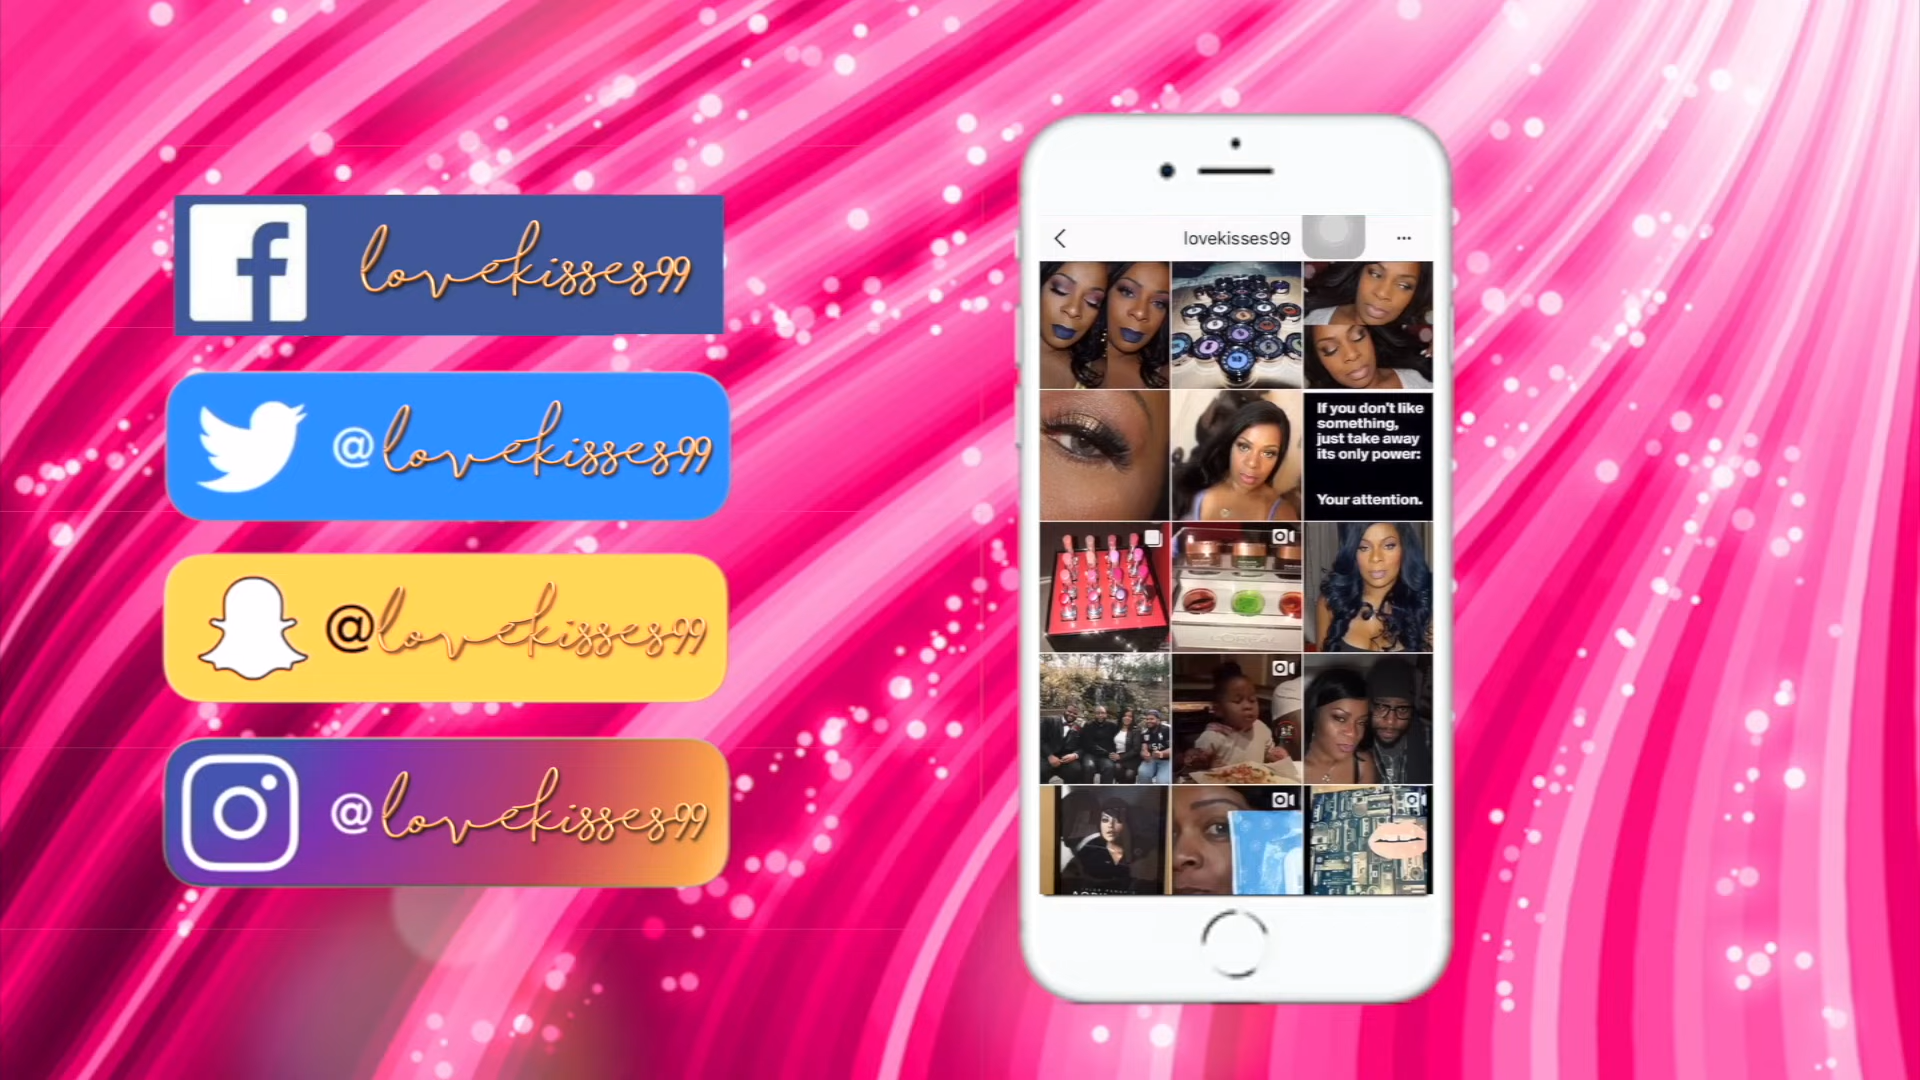 lovekisses99
@lovekisses99
@lovekisses99
@lovekisses99
lovekisses99
If you don't like
something,
just take away
its only power:
Your attention.